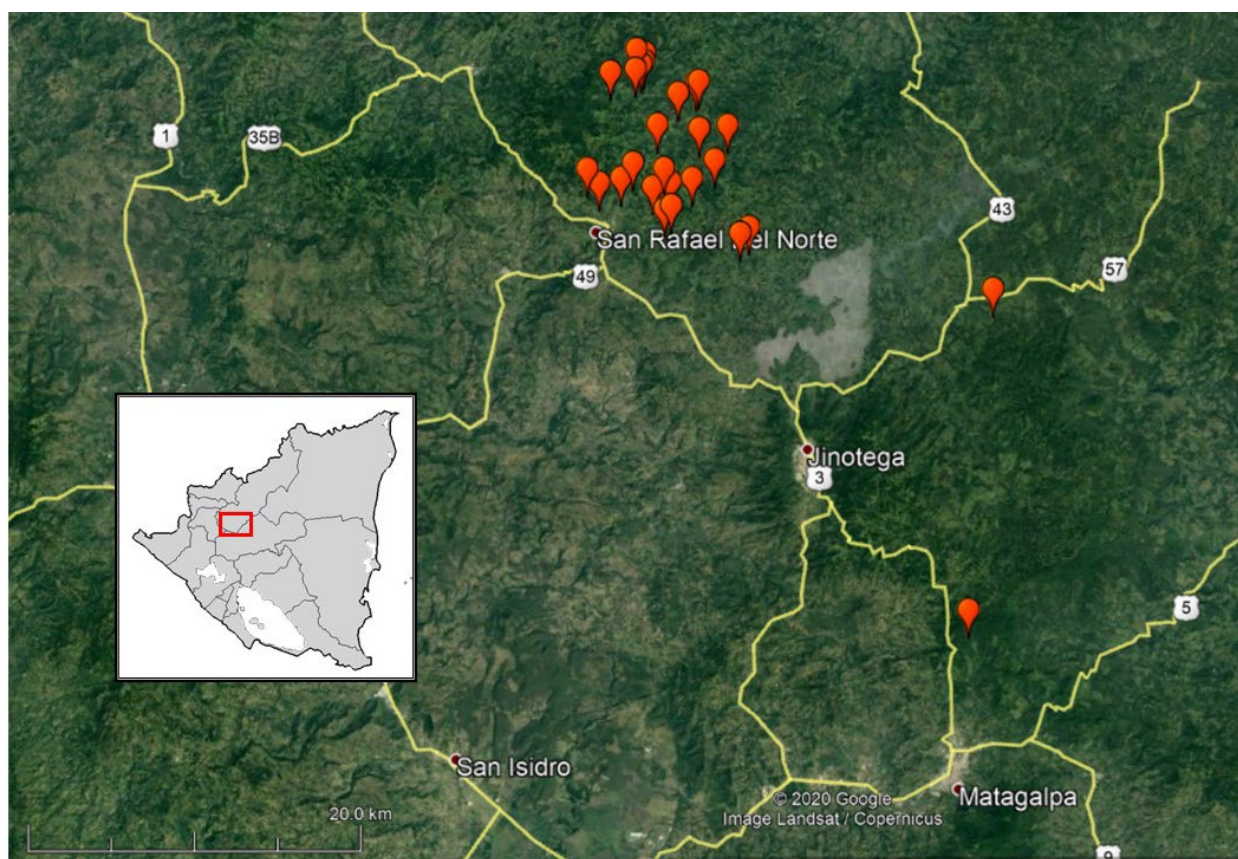 1
35B
San Rafael Del Norte
43
49
57
Jinotega
3
5
San Isidro
20.0 km
© 2020 Google
Image Landsat / Copernicus
Matagalpa
9